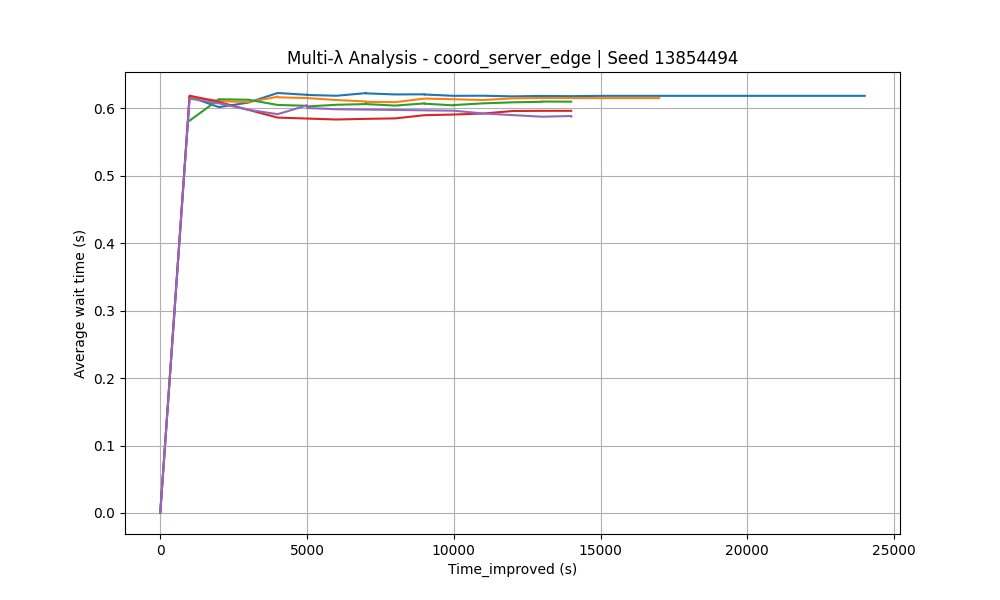 Multi-λ Analysis - coord_server_edge | Seed 13854494
Average wait time (s)
0.6
0.5
0.4
0.3
0.2
0.1
0.0
0 5000 10000 15000 20000 25000
Time_improved (s)